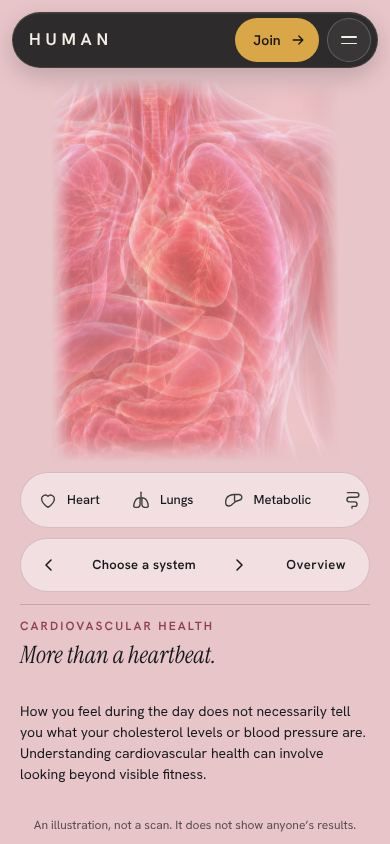 HUMAN
Join →
Heart Lungs Metabolic
Choose a system Overview
CARDIOVASCULAR HEALTH
More than a heartbeat.
How you feel during the day does not necessarily tell
you what your cholesterol levels or blood pressure are.
Understanding cardiovascular health can involve
looking beyond visible fitness.
An illustration, not a scan. It does not show anyone’s results.